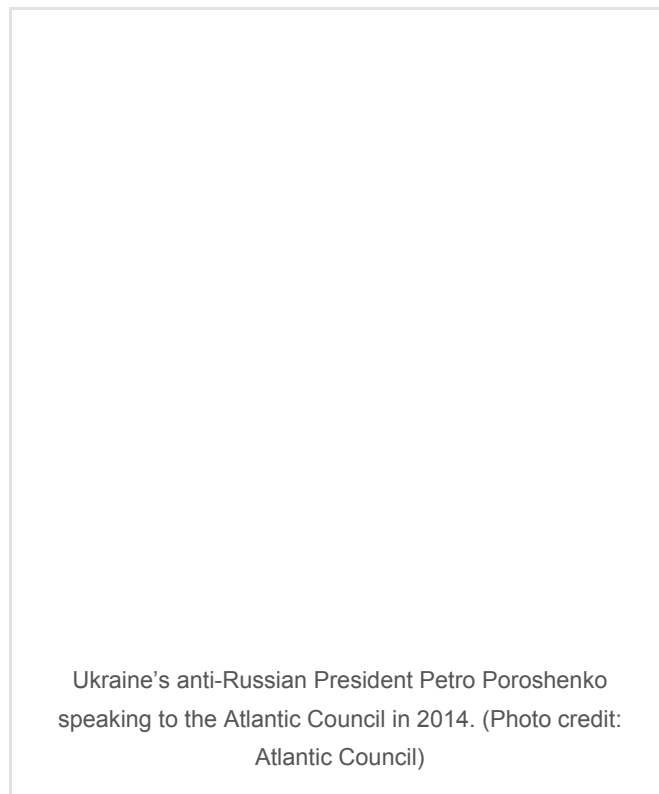 Ukraine’s anti-Russian President Petro Poroshenko
speaking to the Atlantic Council in 2014. (Photo credit:
Atlantic Council)